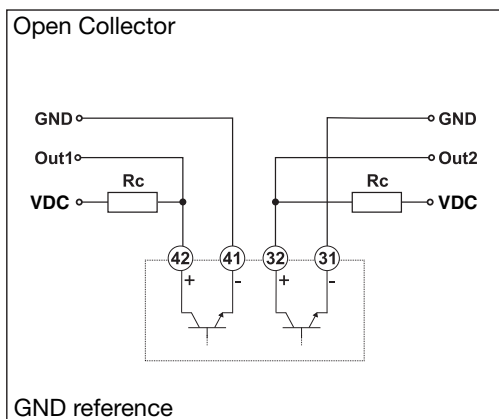 Open Collector
GND GND
Out1 Out2
Rc Rc
VDC VDC
42 41 32 31
+ - + -
GND reference